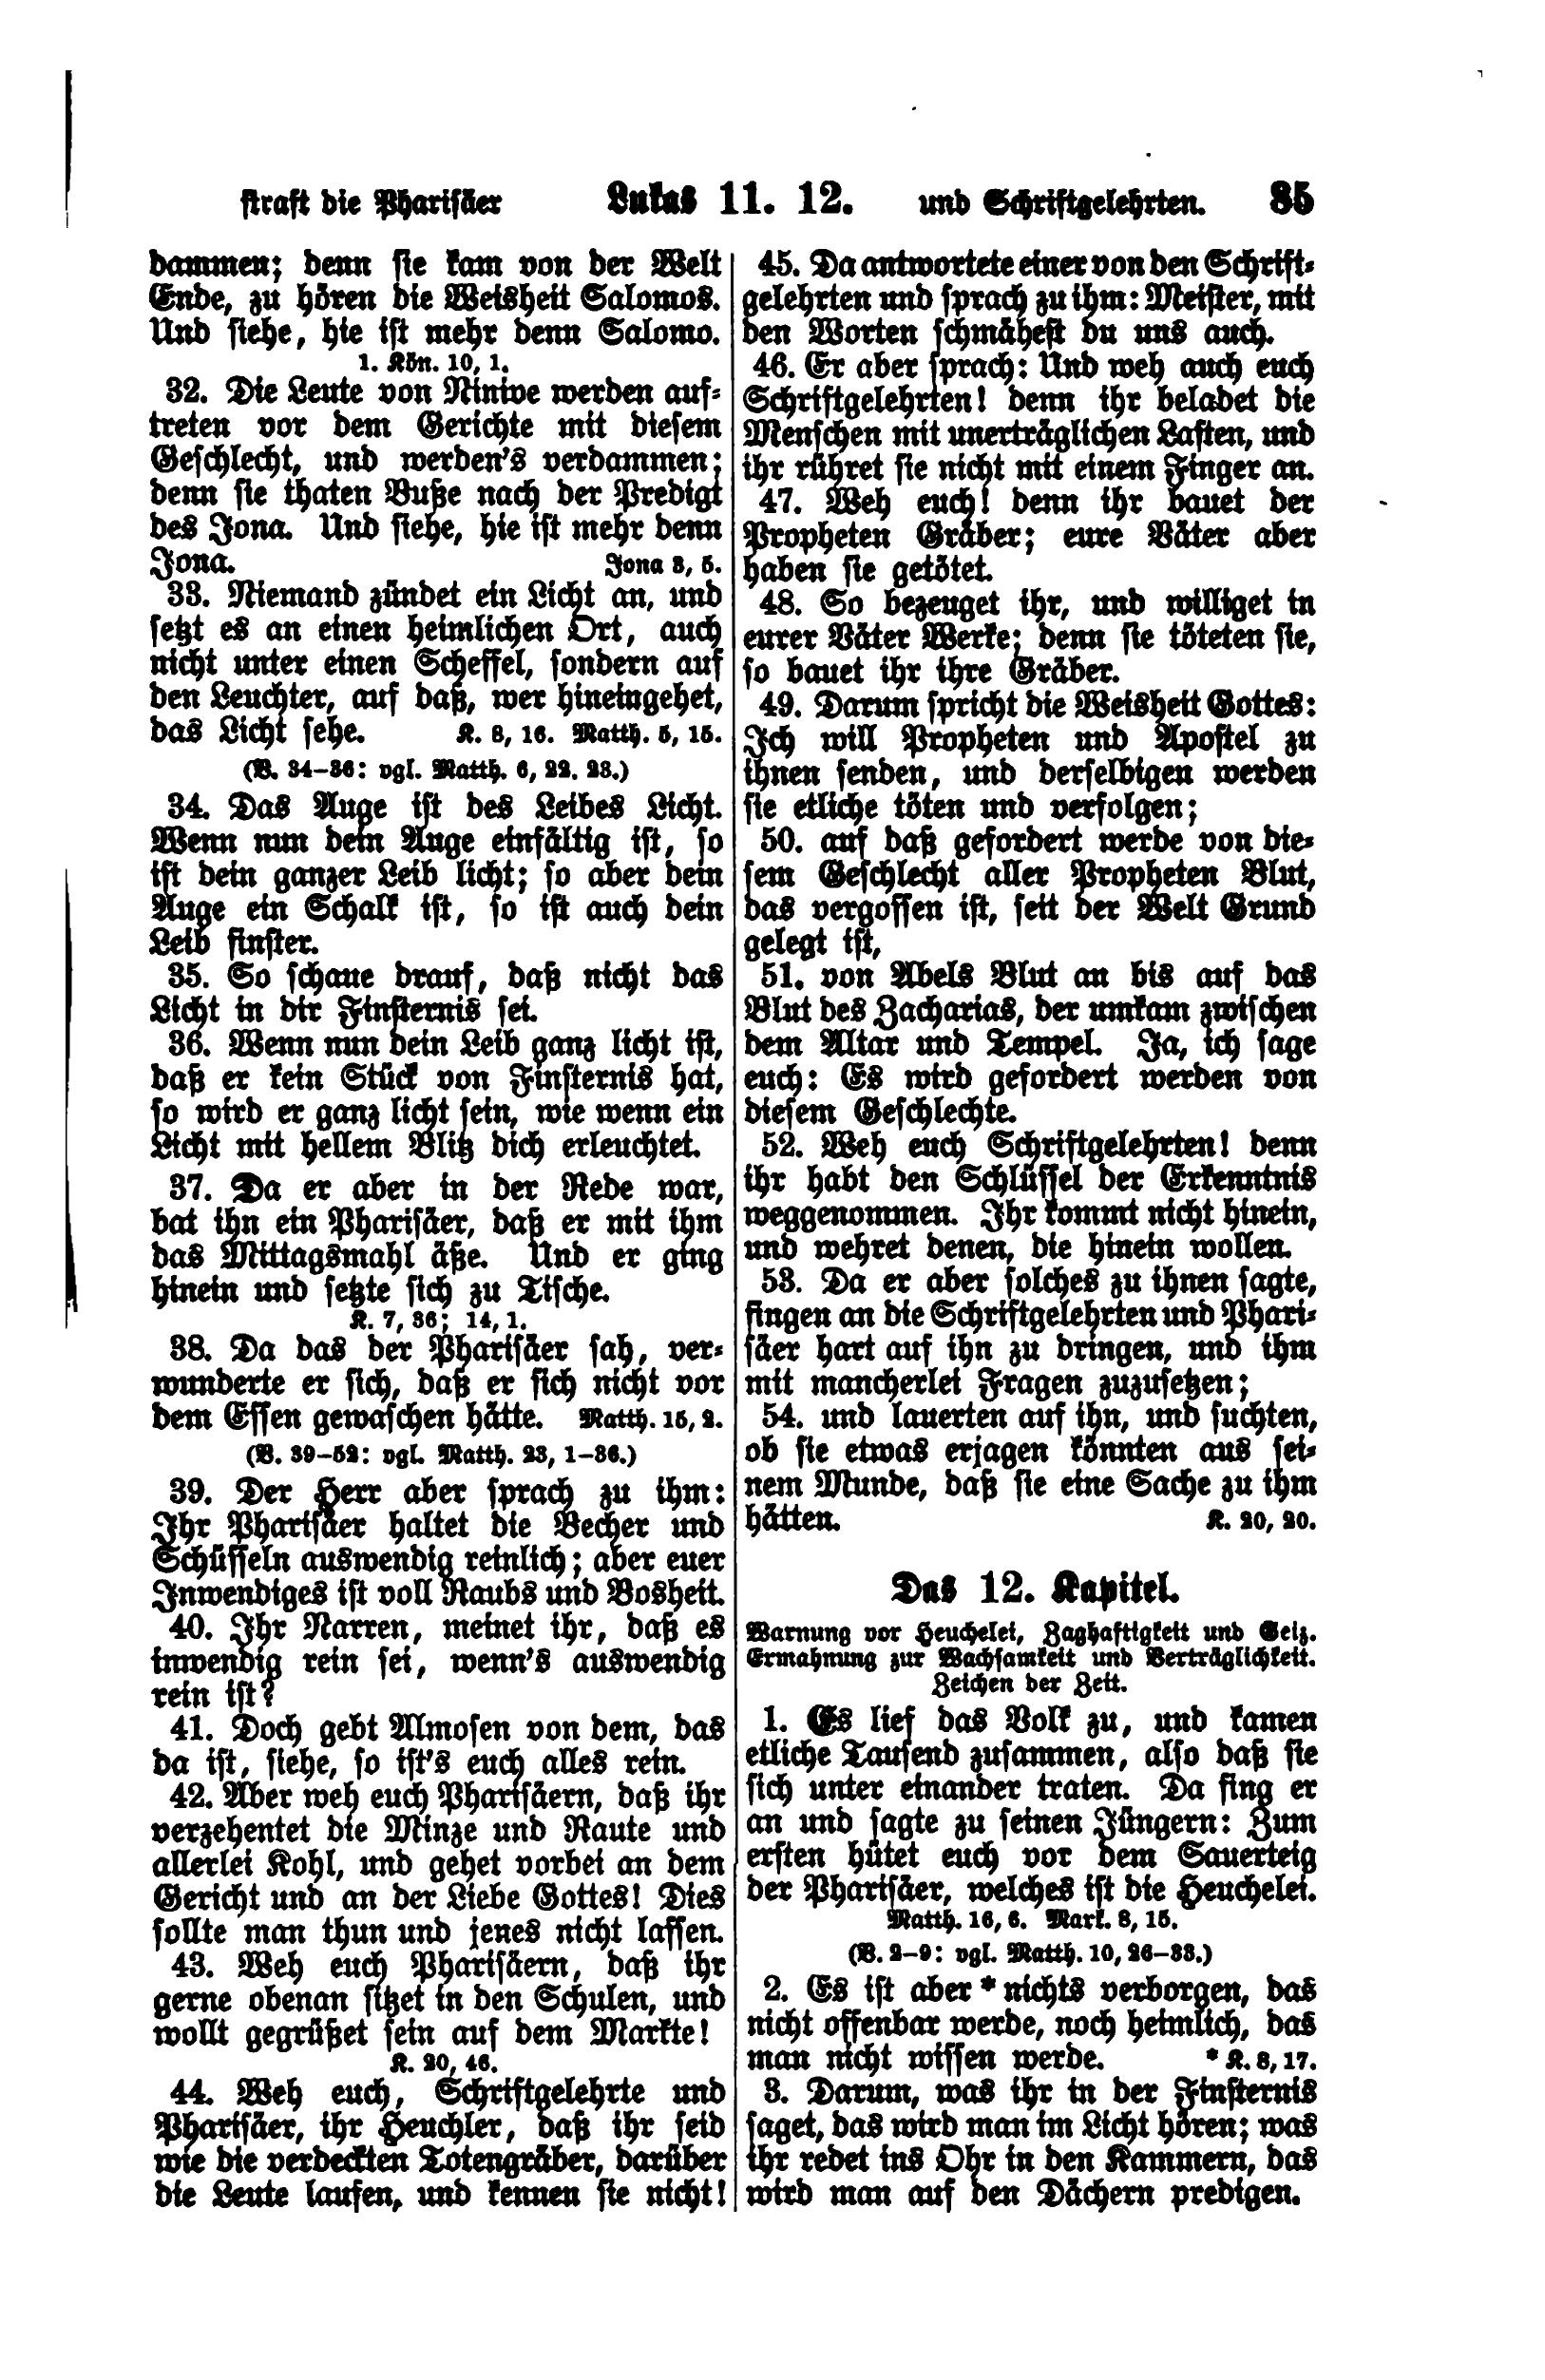 straft die Pharisäer Lukas 11. 12. und Schriftgelehrten. 85
dammen; denn sie kam von der Welt
Ende, zu hören die Weisheit Salomos.
Und siehe, hie ist mehr denn Salomo.
1. Kön. 10, 1.
32. Die Leute von Ninive werden auf-
treten vor dem Gerichte mit diesem
Geschlecht, und werden's verdammen;
denn sie thaten Buße nach der Predigt
des Jona. Und siehe, hie ist mehr denn
Jona. Jona 3, 5.
33. Niemand zündet ein Licht an, und
setzt es an einen heimlichen Ort, auch
nicht unter einen Scheffel, sondern auf
den Leuchter, auf daß, wer hineingehet,
das Licht sehe. K. 8, 16. Matth. 5, 15.
(V. 34–36: vgl. Matth. 6, 22. 23.)
34. Das Auge ist des Leibes Licht.
Wenn nun dein Auge einfältig ist, so
ist dein ganzer Leib licht; so aber dein
Auge ein Schalk ist, so ist auch dein
Leib finster.
35. So schaue drauf, daß nicht das
Licht in dir Finsternis sei.
36. Wenn nun dein Leib ganz licht ist,
daß er kein Stück von Finsternis hat,
so wird er ganz licht sein, wie wenn ein
Licht mit hellem Blitz dich erleuchtet.
37. Da er aber in der Rede war,
bat ihn ein Pharisäer, daß er mit ihm
das Mittagsmahl äße. Und er ging
hinein und setzte sich zu Tische.
K. 7, 36; 14, 1.
38. Da das der Pharisäer sah, ver-
wunderte er sich, daß er sich nicht vor
dem Essen gewaschen hätte. Matth. 15, 2.
(V. 39–52: vgl. Matth. 23, 1–36.)
39. Der Herr aber sprach zu ihm:
Ihr Pharisäer haltet die Becher und
Schüsseln auswendig reinlich; aber euer
Inwendiges ist voll Raubs und Bosheit.
40. Ihr Narren, meinet ihr, daß es
inwendig rein sei, wenn's auswendig
rein ist?
41. Doch gebt Almosen von dem, das
da ist, siehe, so ist's euch alles rein.
42. Aber weh euch Pharisäern, daß ihr
verzehentet die Minze und Raute und
allerlei Kohl, und gehet vorbei an dem
Gericht und an der Liebe Gottes! Dies
sollte man thun und jenes nicht lassen.
43. Weh euch Pharisäern, daß ihr
gerne obenan sitzet in den Schulen, und
wollt gegrüßet sein auf dem Markte!
K. 20, 46.
44. Weh euch, Schriftgelehrte und
Pharisäer, ihr Heuchler, daß ihr seid
wie die verdeckten Totengräber, darüber
die Leute laufen, und kennen sie nicht!
45. Da antwortete einer von den Schrift-
gelehrten und sprach zu ihm: Meister, mit
den Worten schmähest du uns auch.
46. Er aber sprach: Und weh auch euch
Schriftgelehrten! denn ihr beladet die
Menschen mit unerträglichen Lasten, und
ihr rühret sie nicht mit einem Finger an.
47. Weh euch! denn ihr bauet der
Propheten Gräber; eure Väter aber
haben sie getötet.
48. So bezeuget ihr, und williget in
eurer Väter Werke; denn sie töteten sie,
so bauet ihr ihre Gräber.
49. Darum spricht die Weisheit Gottes:
Ich will Propheten und Apostel zu
ihnen senden, und derselbigen werden
sie etliche töten und verfolgen;
50. auf daß gefordert werde von die-
sem Geschlecht aller Propheten Blut,
das vergossen ist, seit der Welt Grund
gelegt ist,
51. von Abels Blut an bis auf das
Blut des Zacharias, der umkam zwischen
dem Altar und Tempel. Ja, ich sage
euch: Es wird gefordert werden von
diesem Geschlechte.
52. Weh euch Schriftgelehrten! denn
ihr habt den Schlüssel der Erkenntnis
weggenommen. Ihr kommt nicht hinein,
und wehret denen, die hinein wollen.
53. Da er aber solches zu ihnen sagte,
fingen an die Schriftgelehrten und Phari-
säer hart auf ihn zu dringen, und ihm
mit mancherlei Fragen zuzusetzen;
54. und lauerten auf ihn, und suchten,
ob sie etwas erjagen könnten aus sei-
nem Munde, daß sie eine Sache zu ihm
hätten. K. 20, 20.
Das 12. Kapitel.
Warnung vor Heuchelei, Zaghaftigkeit und Geiz.
Ermahnung zur Wachsamkeit und Verträglichkeit.
Zeichen der Zeit.
1. Es lief das Volk zu, und kamen
etliche Tausend zusammen, also daß sie
sich unter einander traten. Da fing er
an und sagte zu seinen Jüngern: Zum
ersten hütet euch vor dem Sauerteig
der Pharisäer, welches ist die Heuchelei.
Matth. 16, 6. Mark. 8, 15.
(V. 2–9: vgl. Matth. 10, 26–33.)
2. Es ist aber * nichts verborgen, das
nicht offenbar werde, noch heimlich, das
man nicht wissen werde. * K. 8, 17.
3. Darum, was ihr in der Finsternis
saget, das wird man im Licht hören; was
ihr redet ins Ohr in den Kammern, das
wird man auf den Dächern predigen.